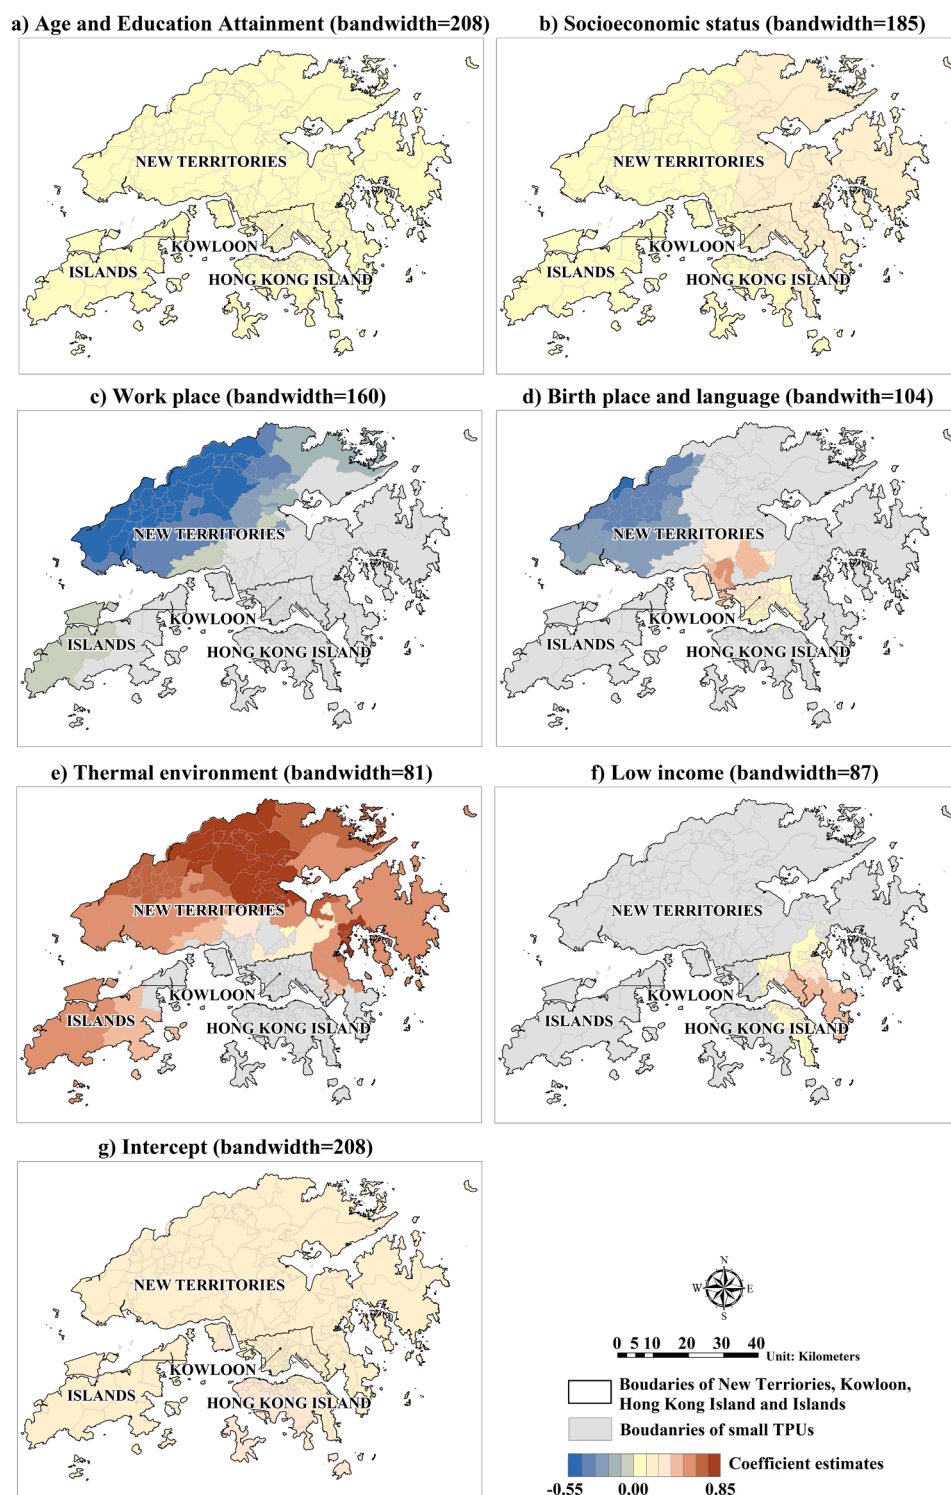 a) Age and Education Attainment (bandwidth=208)
b) Socioeconomic status (bandwidth=185)
NEW TERRITORIES
KOWLOON
ISLANDS
HONG KONG ISLAND
NEW TERRITORIES
KOWLOON
ISLANDS
HONG KONG ISLAND
c) Work place (bandwidth=160)
d) Birth place and language (bandwith=104)
NEW TERRITORIES
KOWLOON
ISLANDS
HONG KONG ISLAND
NEW TERRITORIES
KOWLOON
ISLANDS
HONG KONG ISLAND
e) Thermal environment (bandwidth=81)
f) Low income (bandwidth=87)
NEW TERRITORIES
KOWLOON
ISLANDS
HONG KONG ISLAND
NEW TERRITORIES
KOWLOON
ISLANDS
HONG KONG ISLAND
g) Intercept (bandwidth=208)
NEW TERRITORIES
KOWLOON
ISLANDS
HONG KONG ISLAND
N
W E
S
0 5 10 20 30 40
Unit: Kilometers
Boudaries of New Terriories, Kowloon,
Hong Kong Island and Islands
Boudanries of small TPUs
Coefficient estimates
-0.55 0.00 0.85